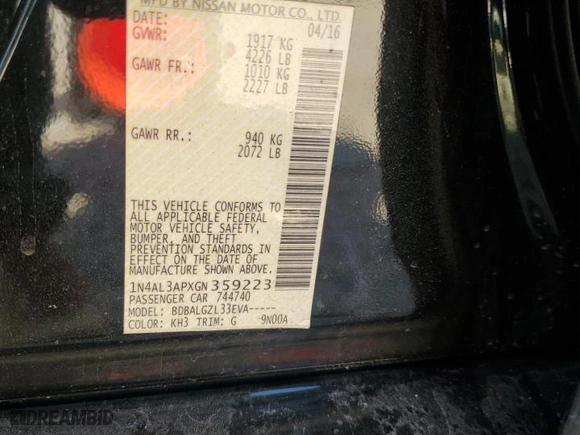 MFD BY NISSAN MOTOR CO., LTD.
DATE: 04/16
GVWR: 1917 KG
4226 LB
GAWR FR.: 1010 KG
2227 LB
GAWR RR.: 940 KG
2072 LB
THIS VEHICLE CONFORMS TO
ALL APPLICABLE FEDERAL
MOTOR VEHICLE SAFETY,
BUMPER, AND THEFT
PREVENTION STANDARDS IN
EFFECT ON THE DATE OF
MANUFACTURE SHOWN ABOVE.
1N4AL3APXGN359223
PASSENGER CAR 744740
MODEL: BDBALGZL33EVA-----
COLOR: KH3 TRIM: G 9N00A
DREAMBID